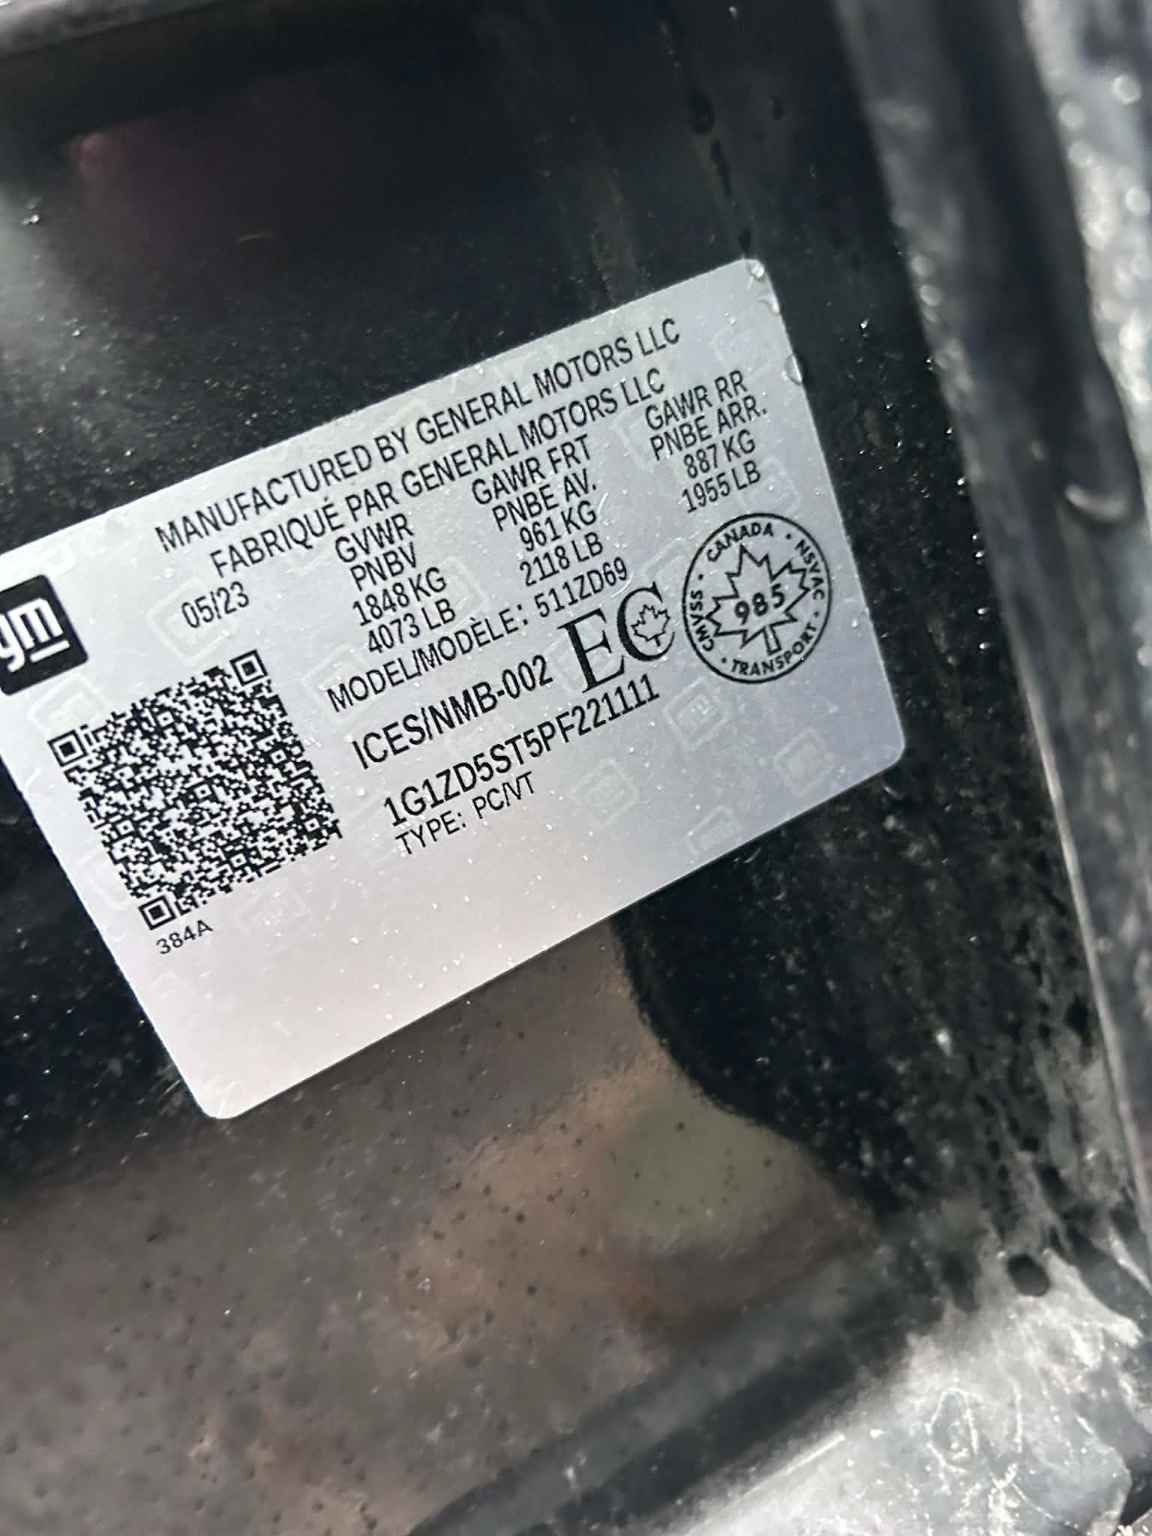 MANUFACTURED BY GENERAL MOTORS LLC
FABRIQUÉ PAR GENERAL MOTORS LLC
05/23 GVWR GAWR FRT GAWR RR
PNBV PNBE AV. PNBE ARR.
1848 KG 961 KG 887 KG
4073 LB 2118 LB 1955 LB
MODEL/MODÈLE: 511ZD69
gm
ICES/NMB-002 EC
CANADA · NSVAC · TRANSPORT · CMVSS ·
985
1G1ZD5ST5PF221111
TYPE: PC/VT
384A